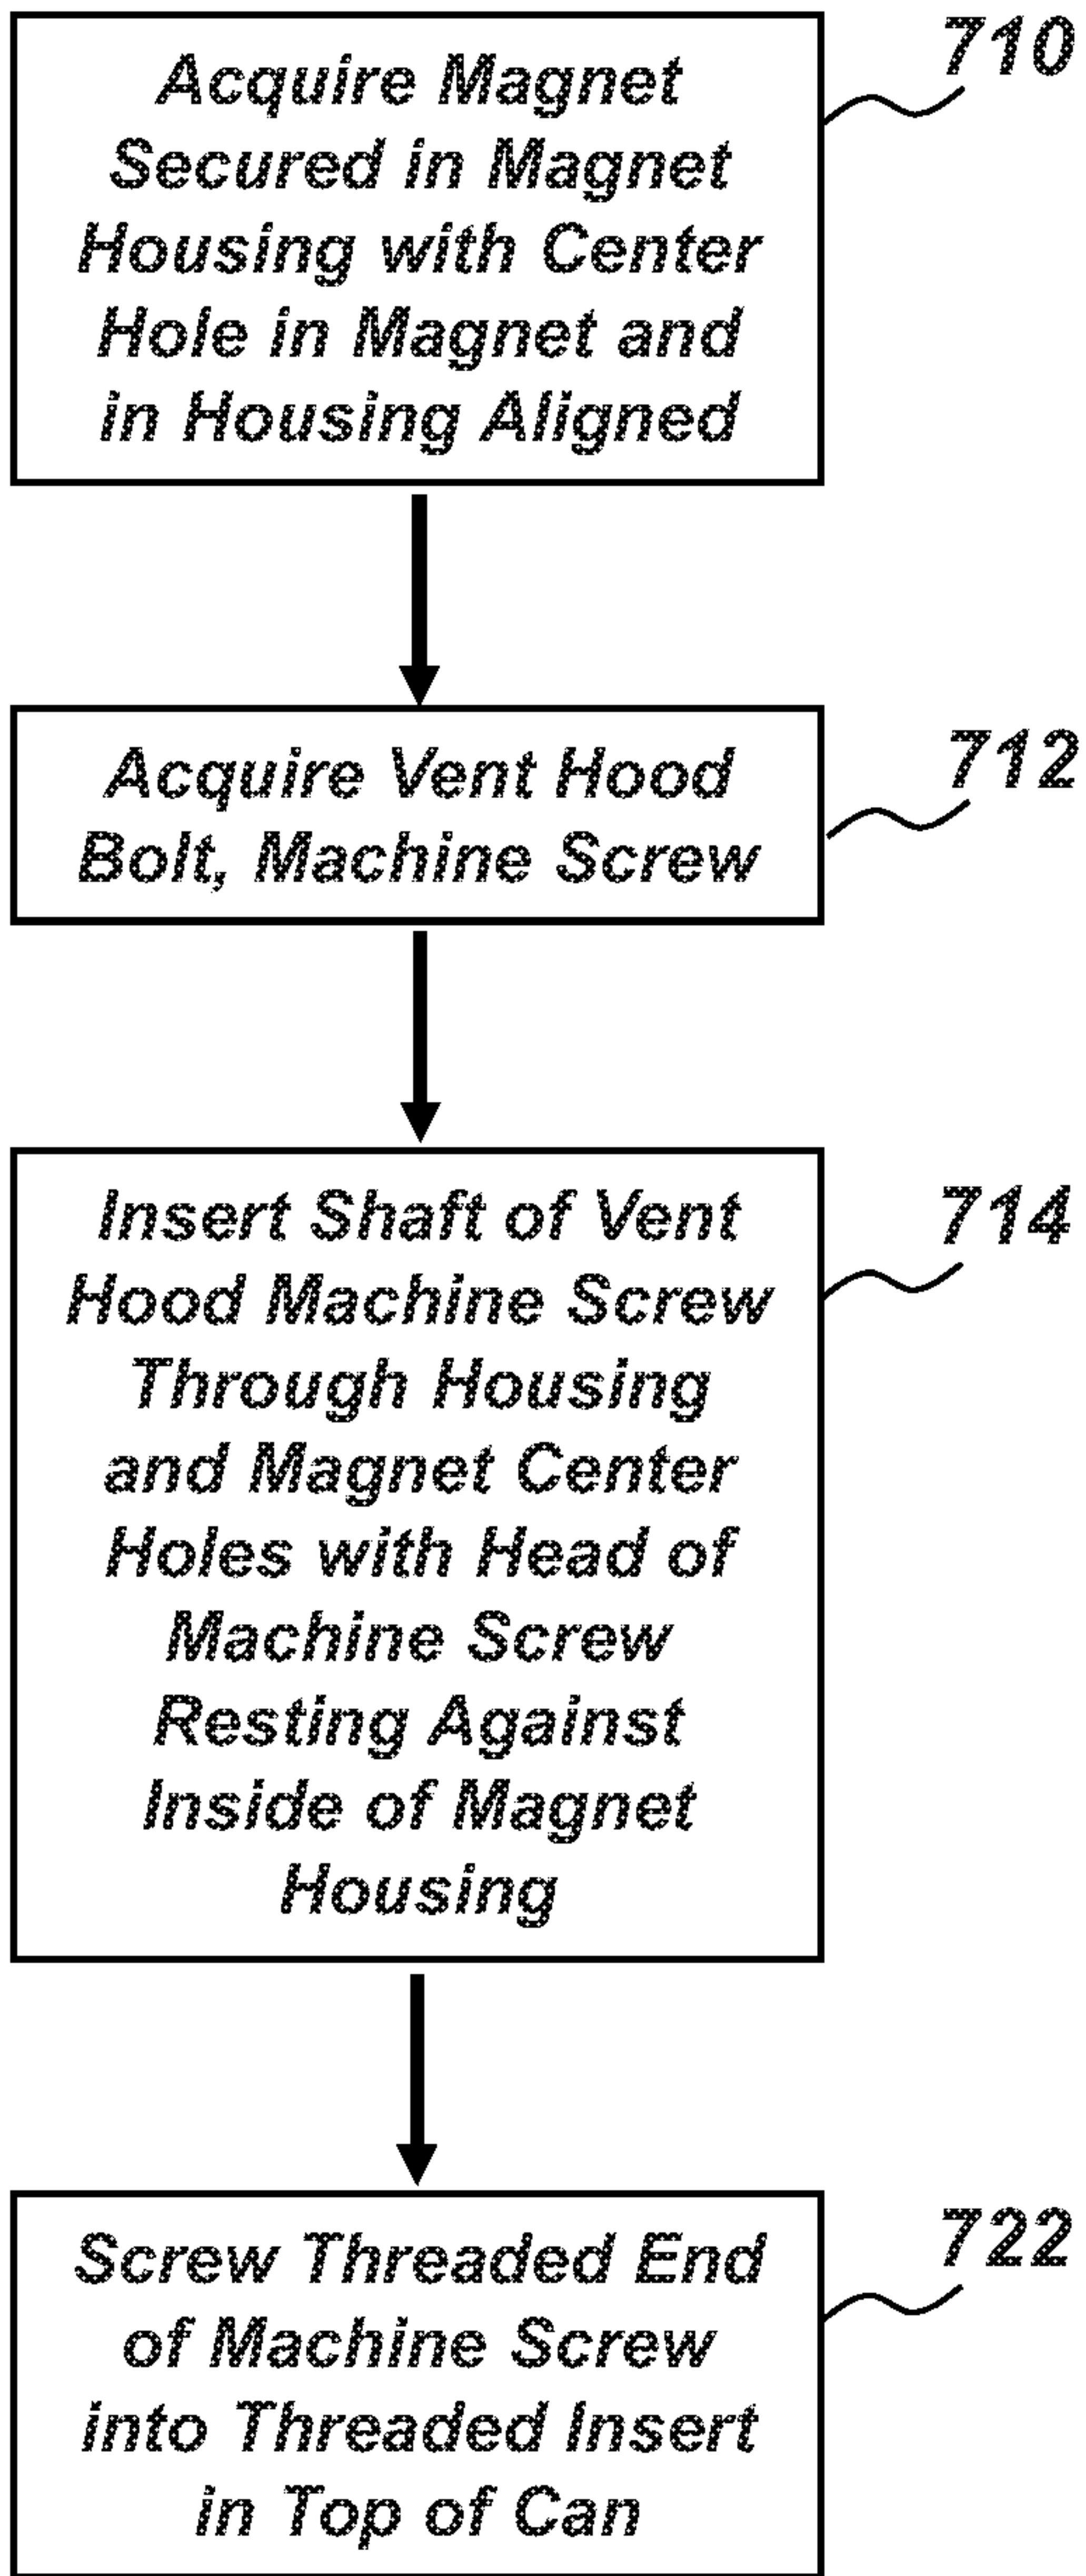 Acquire Magnet
Secured in Magnet
Housing with Center
Hole in Magnet and
in Housing Aligned
710
Acquire Vent Hood
Bolt, Machine Screw
712
Insert Shaft of Vent
Hood Machine Screw
Through Housing
and Magnet Center
Holes with Head of
Machine Screw
Resting Against
Inside of Magnet
Housing
714
Screw Threaded End
of Machine Screw
into Threaded Insert
in Top of Can
722